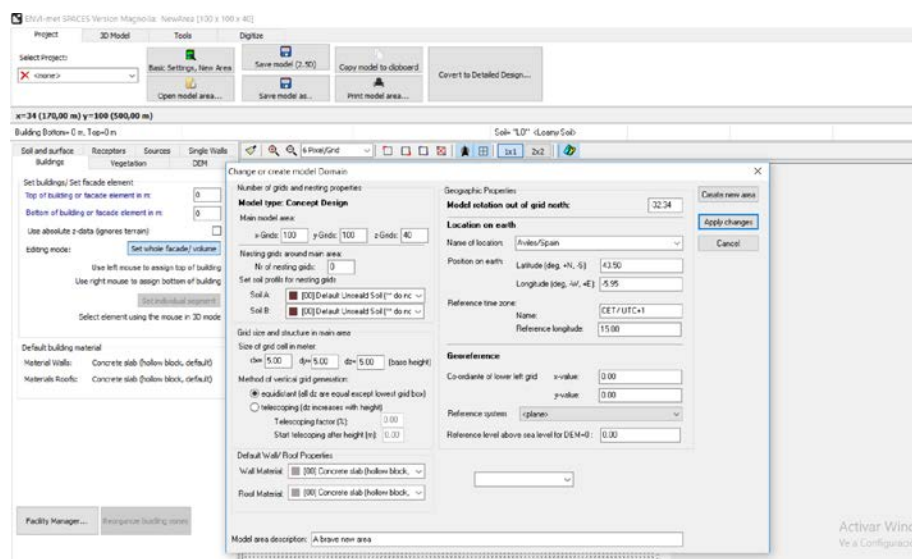 ENVI-met SPACES Version Magnolia: NewArea [100 x 100 x 40]
Project 3D Model Tools Digitize
Select Project:
<none>
Basic Settings, New Area
Open model area...
Save model (2.5D)
Save model as...
Copy model to clipboard
Print model area...
Covert to Detailed Design...
x=34 (170,00 m) y=100 (500,00 m)
Building Bottom= 0 m, Top=0 m
Soil= "LO" <Loamy Soil>
Soil and surface Receptors Sources Single Walls
Buildings Vegetation DEM
6 Pixel/Grid
1x1 2x2
Set buildings/ Set facade element
Top of building or facade element in m: 0
Bottom of building or facade element in m: 0
Use absolute z-data (ignores terrain)
Editing mode: Set whole facade/ volume
Use left mouse to assign top of building
Use right mouse to assign bottom of building
Set individual segment
Select element using the mouse in 3D mode
Default building material
Material Walls: Concrete slab (hollow block, default)
Materials Roofs: Concrete slab (hollow block, default)
Facility Manager...
Reorganize building zones
Change or create model Domain
Number of grids and nesting properties
Model type: Concept Design
Main model area:
x-Grids: 100 y-Grids: 100 z-Grids: 40
Nesting grids around main area:
Nr of nesting grids: 0
Set soil profils for nesting grids
Soil A: [00] Default Unseald Soil (** do nc
Soil B: [00] Default Unseald Soil (** do nc
Grid size and structure in main area
Size of grid cell in meter:
dx= 5.00 dy= 5.00 dz= 5.00 (base height)
Method of vertical grid generation:
equidistant (all dz are equal except lowest grid box)
telescoping (dz increases with height)
Telescoping factor (%): 0.00
Start telescoping after height (m): 0.00
Default Wall/ Roof Properties
Wall Material: [00] Concrete slab (hollow block,
Roof Material: [00] Concrete slab (hollow block,
Model area description: A brave new area
Geographic Properties
Model rotation out of grid north: 32.34
Location on earth
Name of location: Aviles/Spain
Position on earth: Latitude (deg, +N, -S): 43.50
Longitude (deg, -W, +E): -5.95
Reference time zone:
Name: CET/ UTC+1
Reference longitude: 15.00
Georeference
Co-ordiante of lower left grid x-value: 0.00
y-value: 0.00
Reference system: <plane>
Reference level above sea level for DEM=0: 0.00
Create new area
Apply changes
Cancel
Activar Wind
Ve a Configuració